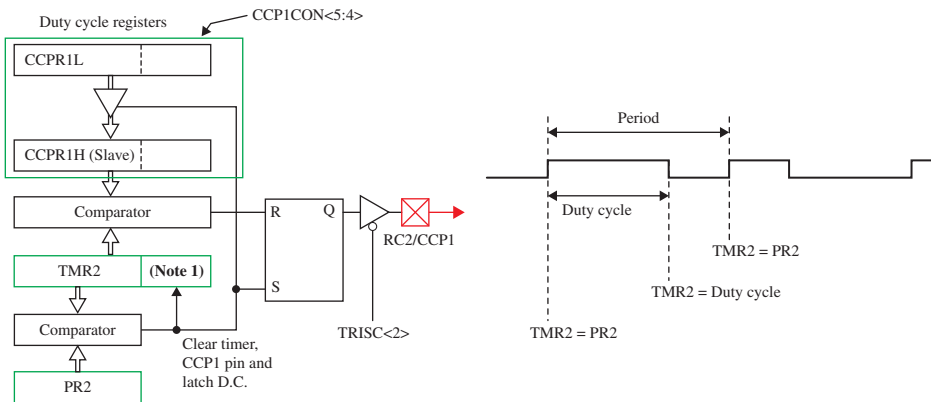 CCP1CON<5:4>
Duty cycle registers
CCPR1L
CCPR1H (Slave)
Comparator
TMR2
(Note 1)
Comparator
PR2
Clear timer,
CCP1 pin and
latch D.C.
R
Q
S
RC2/CCP1
TRISC<2>
Period
Duty cycle
TMR2 = PR2
TMR2 = Duty cycle
TMR2 = PR2